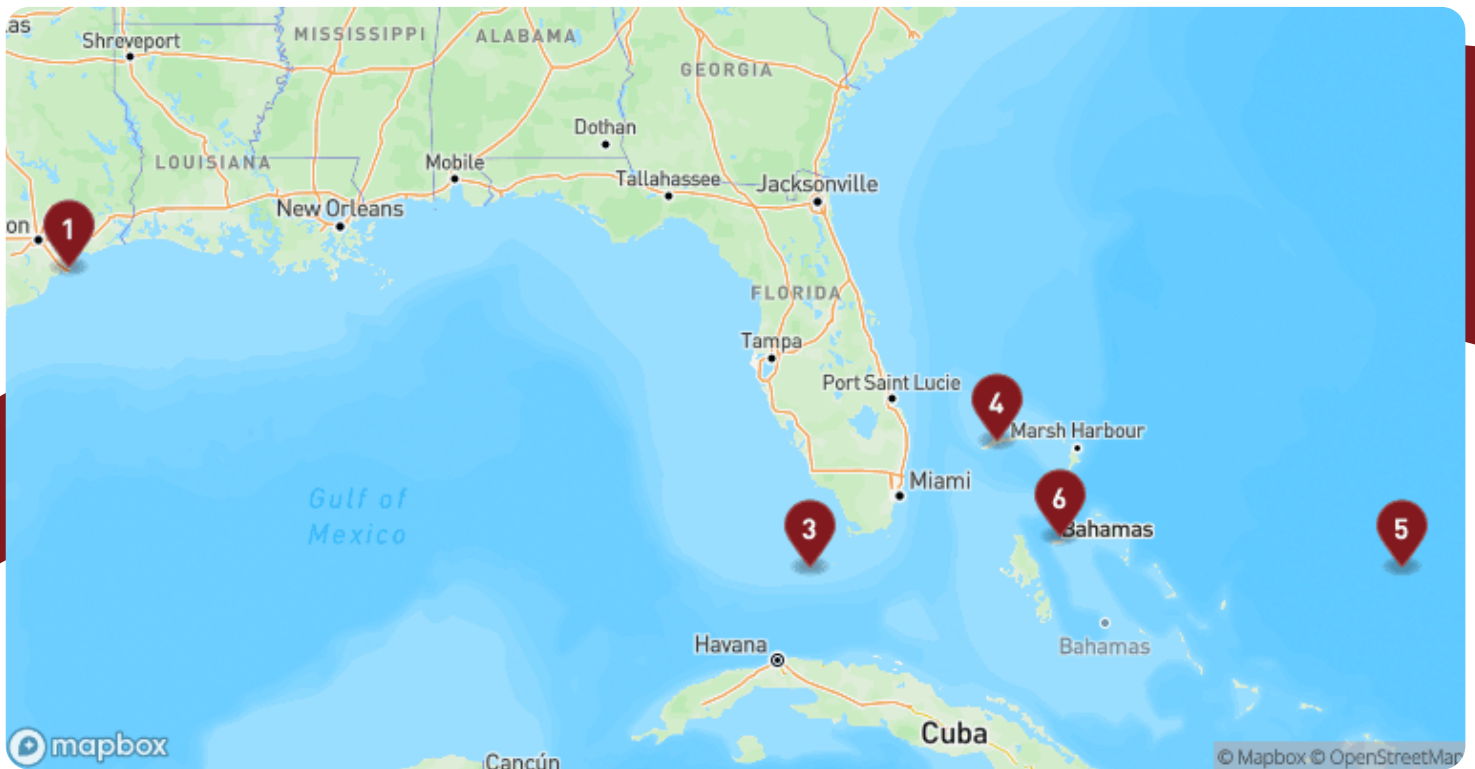 as
Shreveport
MISSISSIPPI
ALABAMA
GEORGIA
Dothan
LOUISIANA
Mobile
Tallahassee
Jacksonville
New Orleans
on
1
FLORIDA
Tampa
Port Saint Lucie
4
Marsh Harbour
Miami
6
Gulf of
Mexico
3
Bahamas
5
Havana
Bahamas
Cuba
Cancún
mapbox
© Mapbox © OpenStreetMap